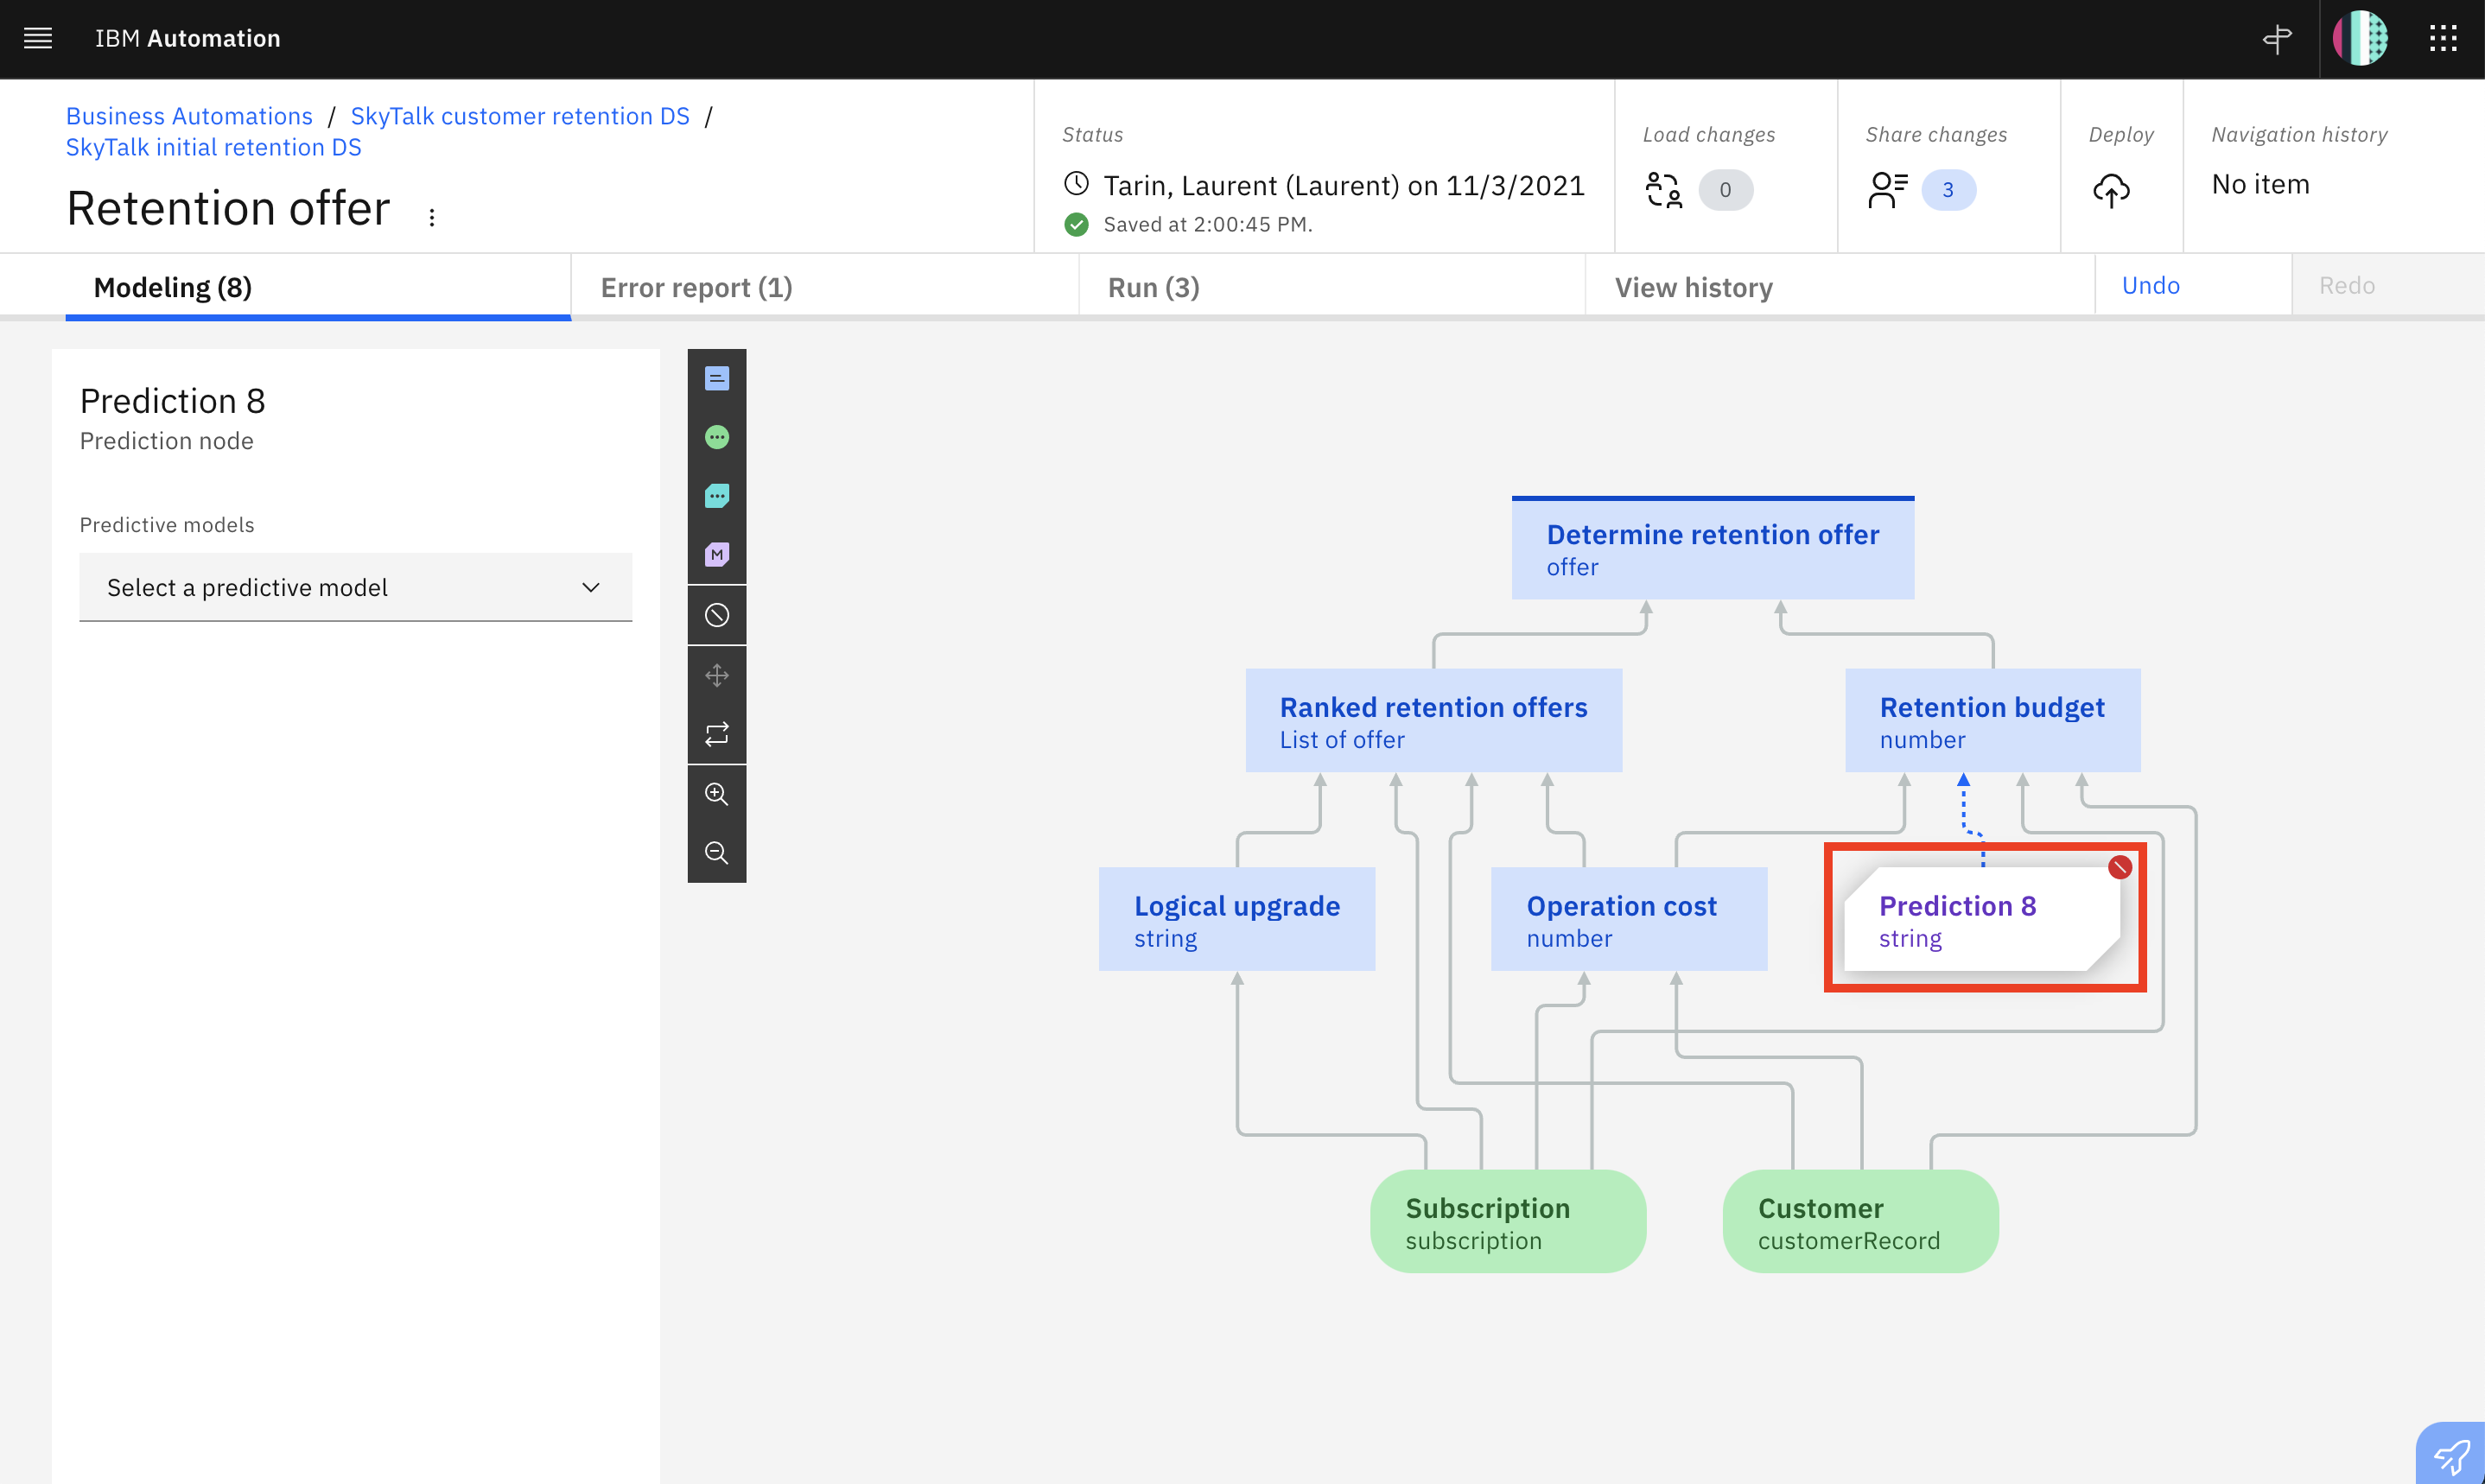 IBM Automation
Business Automations / SkyTalk customer retention DS /
SkyTalk initial retention DS
Retention offer
Status
Tarin, Laurent (Laurent) on 11/3/2021
Saved at 2:00:45 PM.
Load changes
0
Share changes
3
Deploy
Navigation history
No item
Modeling (8)
Error report (1)
Run (3)
View history
Undo
Redo
Prediction 8
Prediction node
Predictive models
Select a predictive model
M
Determine retention offer
offer
Ranked retention offers
List of offer
Retention budget
number
Logical upgrade
string
Operation cost
number
Prediction 8
string
Subscription
subscription
Customer
customerRecord